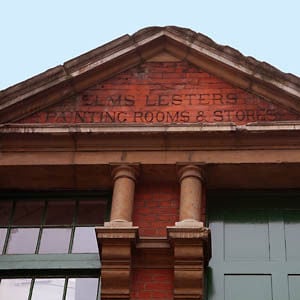 ELMS LESTERS
PAINTING ROOMS & STORES